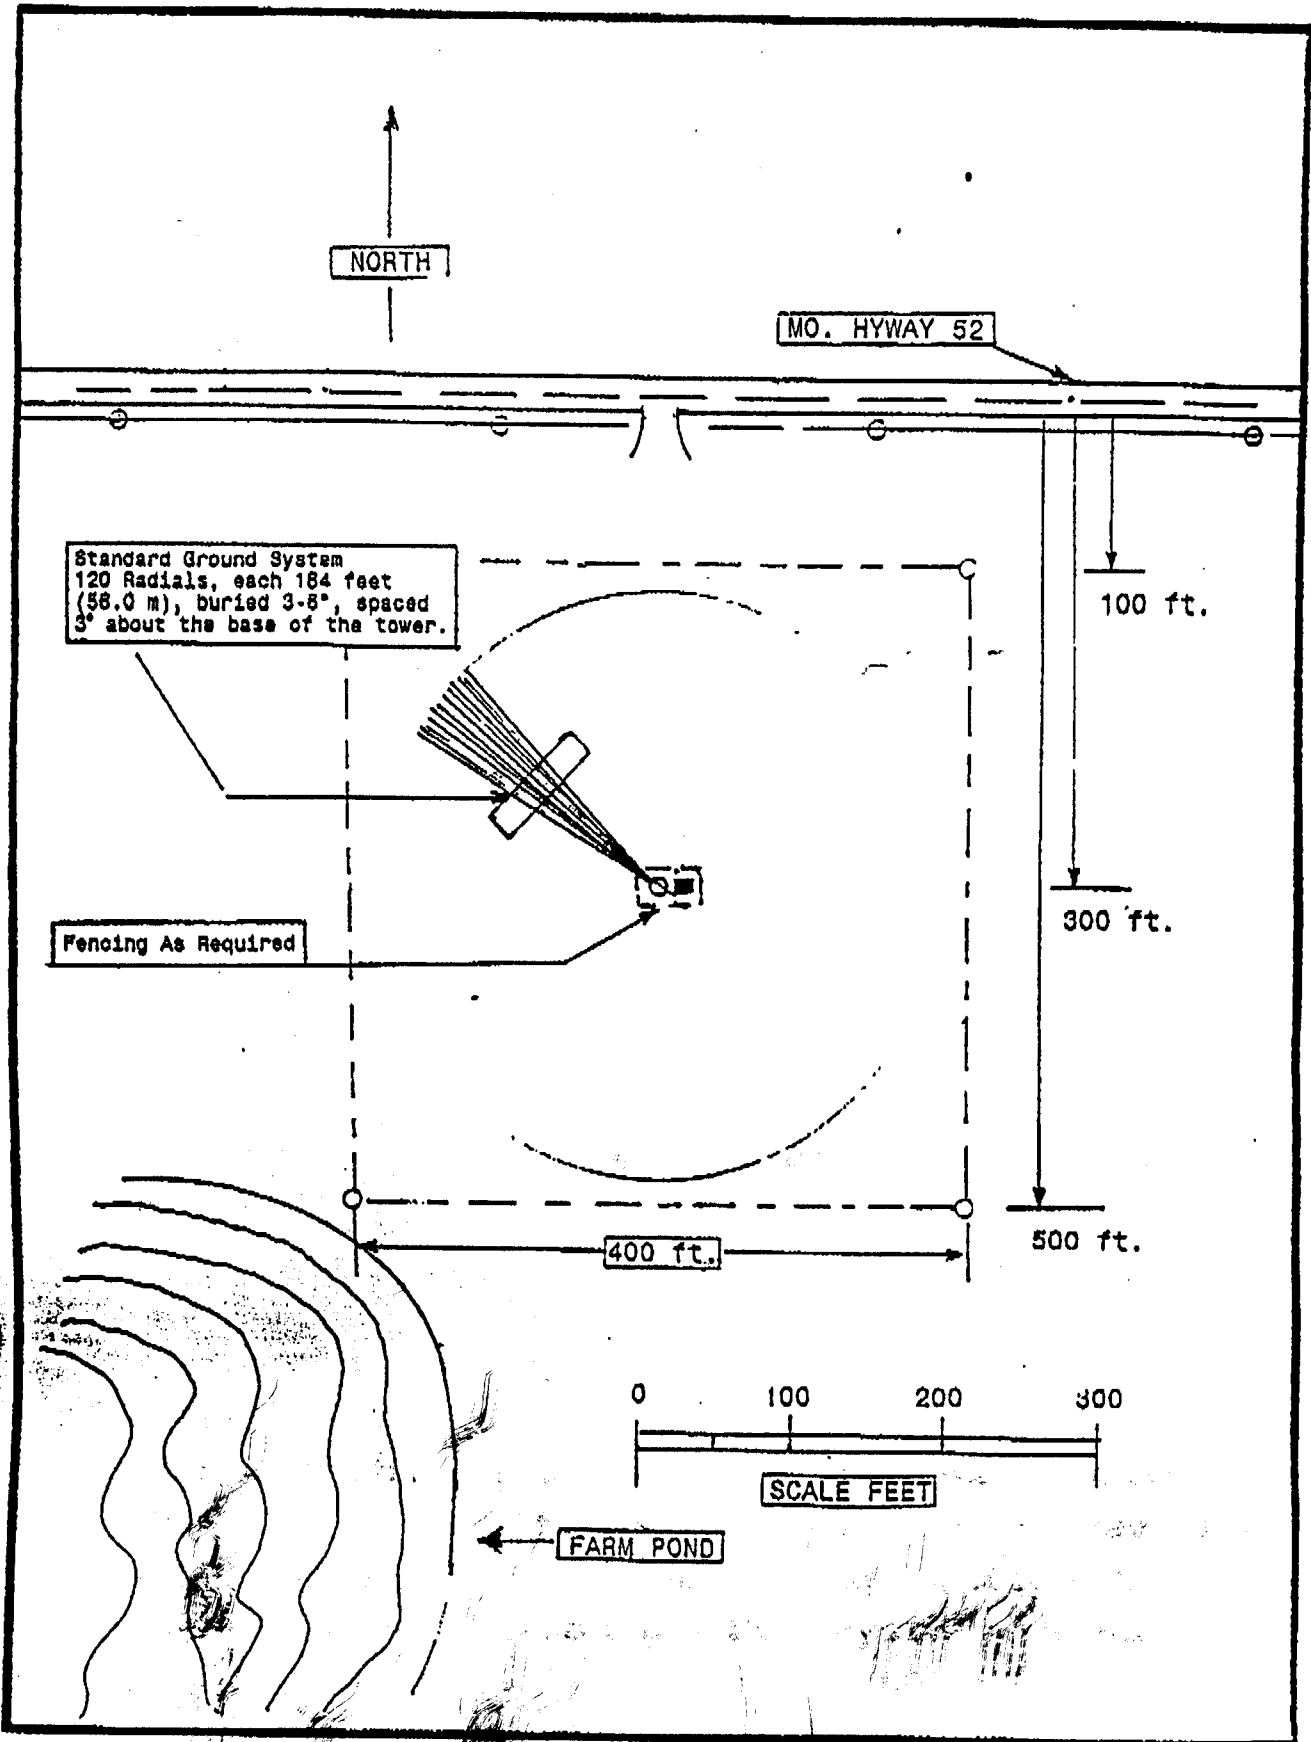 NORTH
MO. HYWAY 52
Standard Ground System
120 Radials, each 184 feet
(56.0 m), buried 3-6", spaced
3° about the base of the tower.
100 ft.
300 ft.
Fencing As Required
500 ft.
400 ft.
0 100 200 300
SCALE FEET
FARM POND